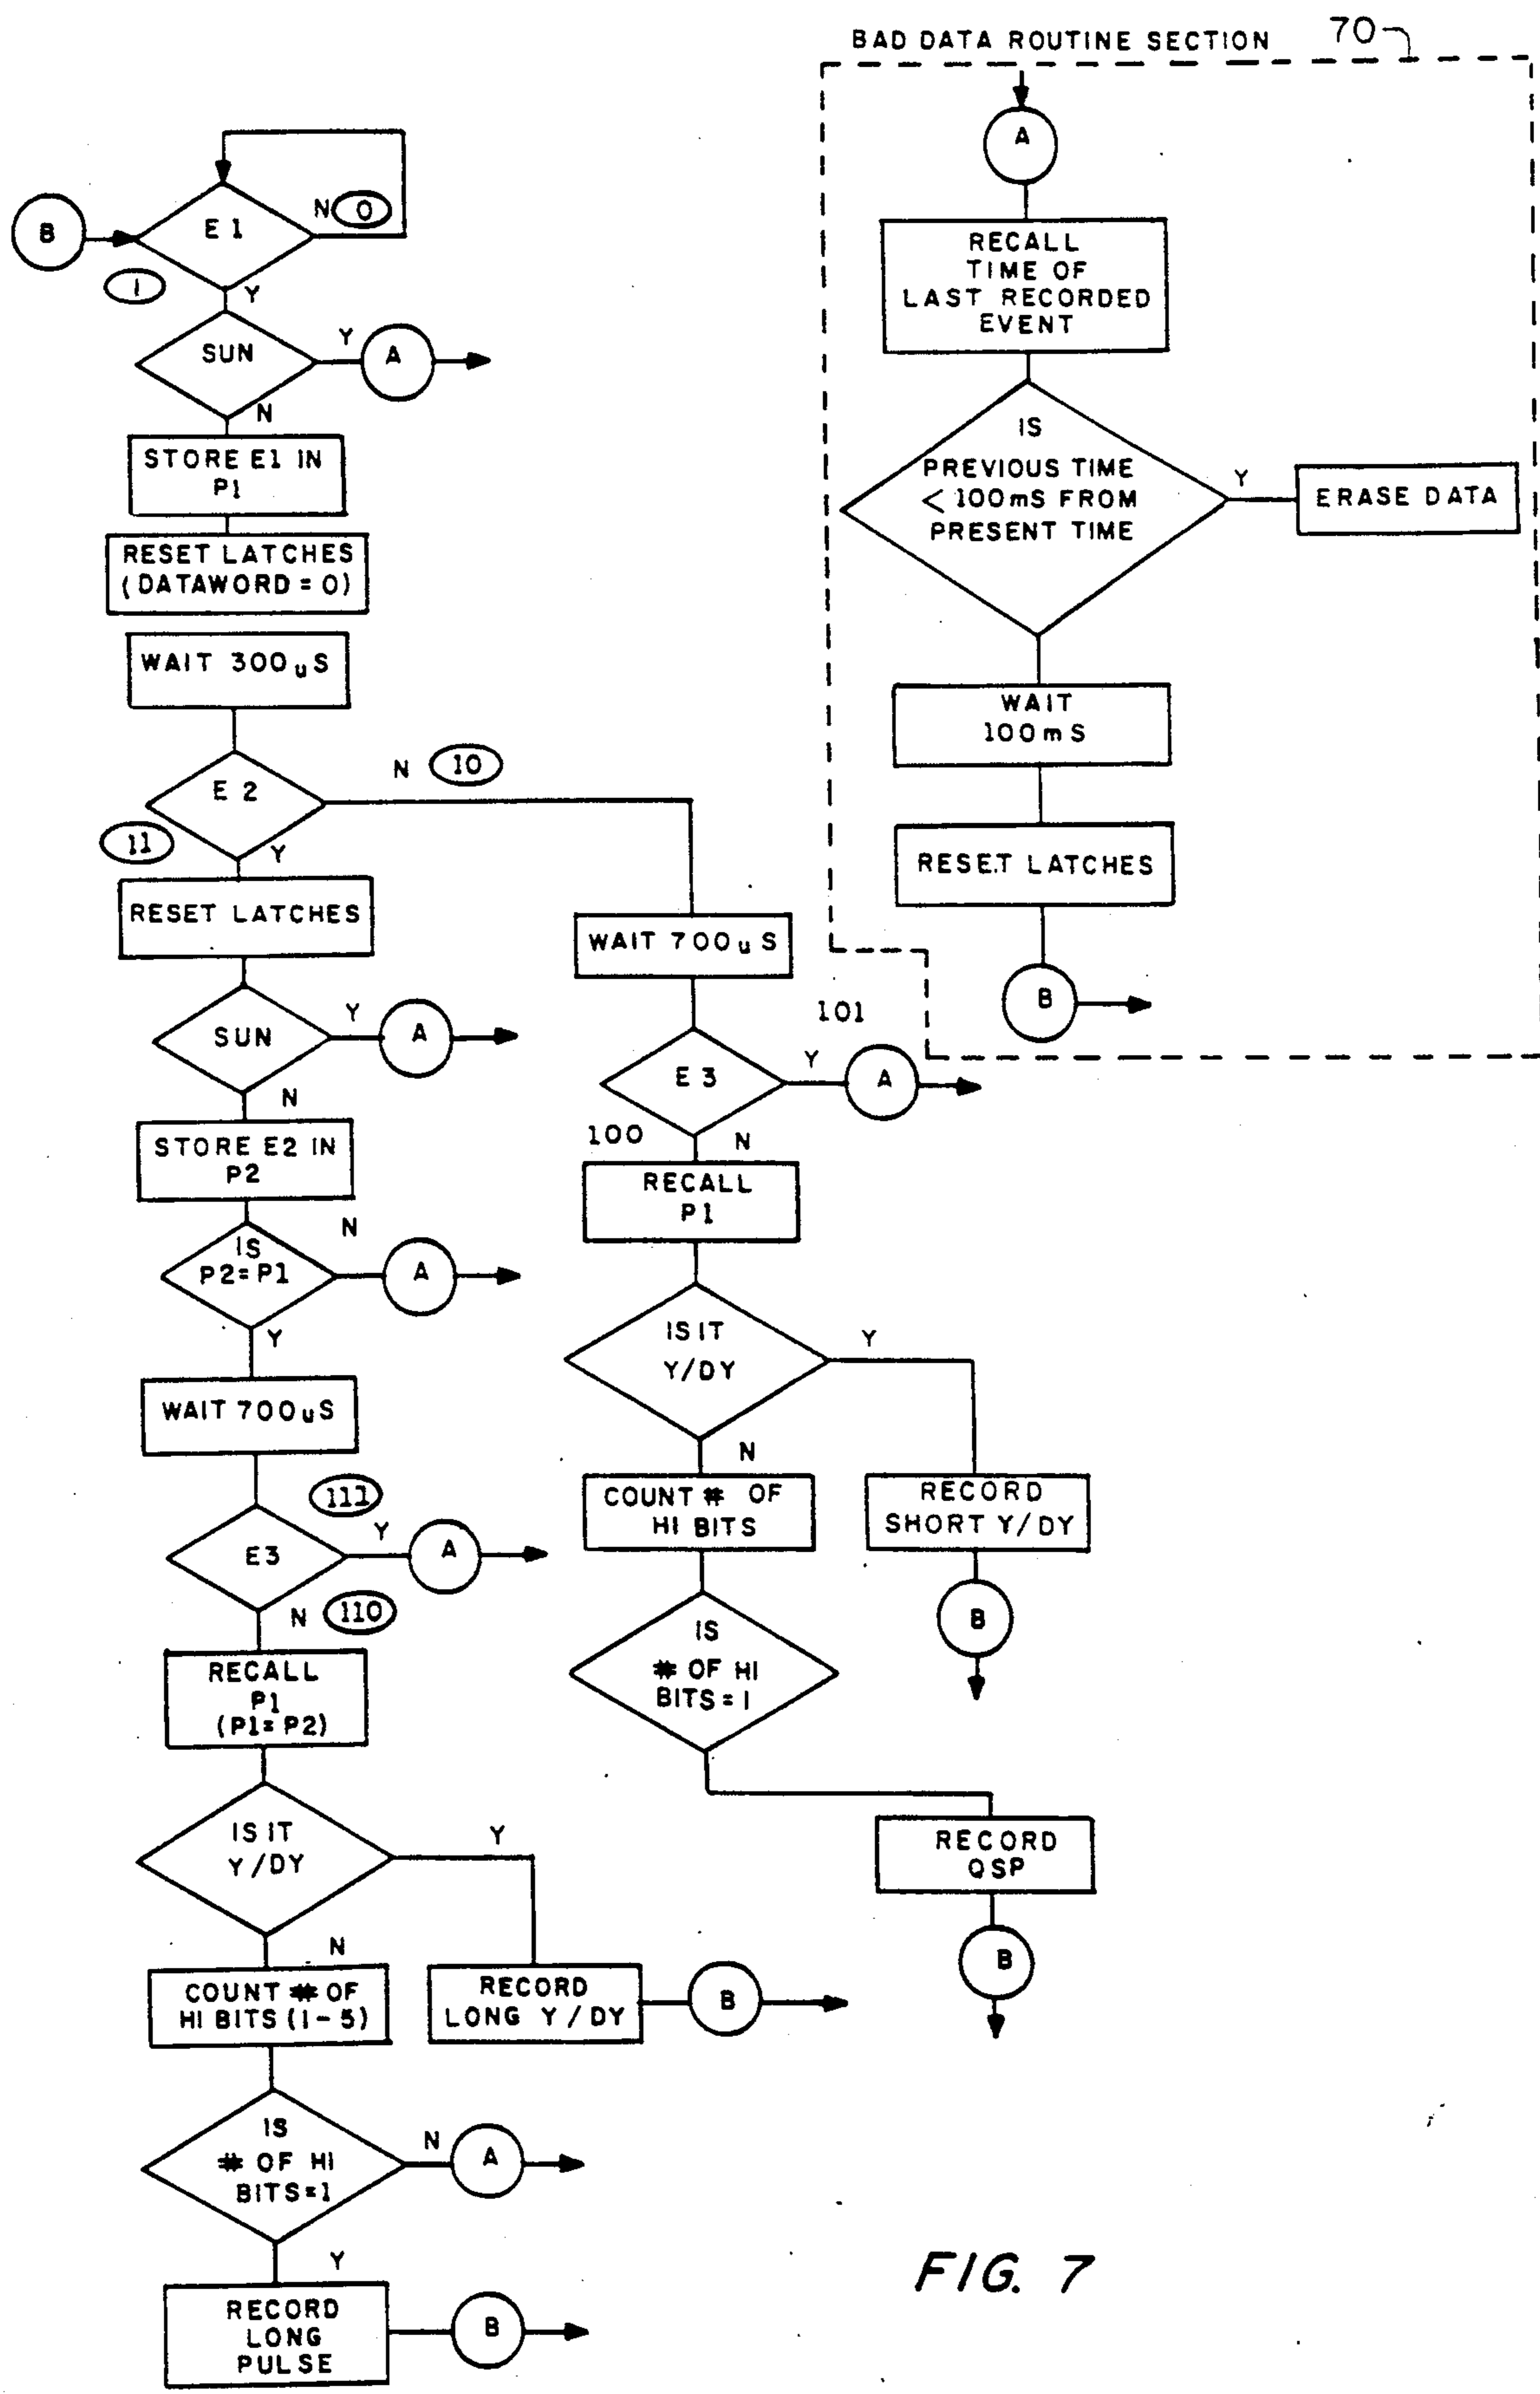 BAD DATA ROUTINE SECTION 70
A
RECALL
TIME OF
LAST RECORDED
EVENT
IS
PREVIOUS TIME
< 100mS FROM
PRESENT TIME
Y
ERASE DATA
WAIT
100mS
RESET LATCHES
B
B
E1
N 0
1
Y
SUN
Y
A
N
STORE E1 IN
P1
RESET LATCHES
(DATAWORD = 0)
WAIT 300uS
E2
N 10
11
Y
RESET LATCHES
SUN
Y
A
N
STORE E2 IN
P2
IS
P2=P1
N
A
Y
WAIT 700uS
111
E3
Y
A
N 110
RECALL
P1
(P1=P2)
IS IT
Y/DY
Y
N
COUNT # OF
HI BITS (1-5)
RECORD
LONG Y/DY
B
IS
# OF HI
BITS=1
N
A
Y
RECORD
LONG
PULSE
B
WAIT 700uS
101
E3
Y
A
100
N
RECALL
P1
IS IT
Y/DY
Y
N
COUNT # OF
HI BITS
RECORD
SHORT Y/DY
B
IS
# OF HI
BITS=1
RECORD
QSP
B
FIG. 7